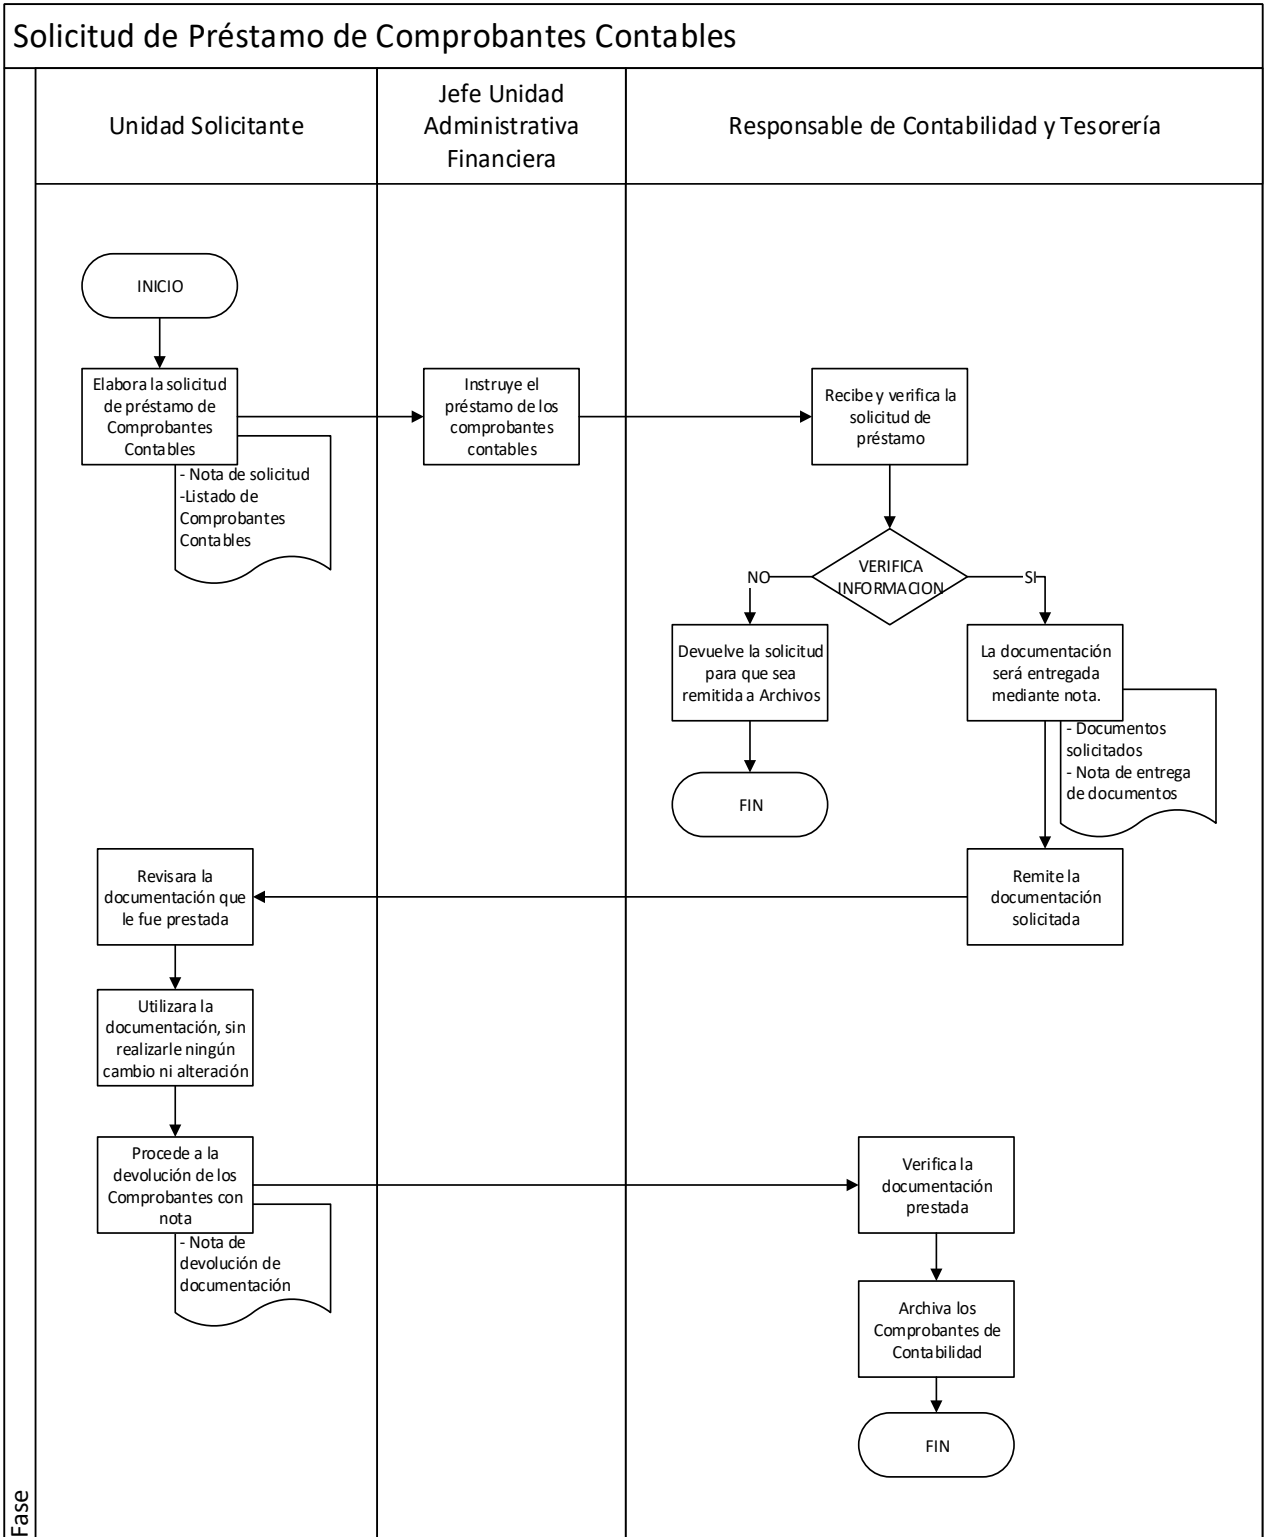 Solicitud de Préstamo de Comprobantes Contables
Unidad Solicitante
Jefe Unidad
Administrativa
Financiera
Responsable de Contabilidad y Tesorería
INICIO
Elabora la solicitud
de préstamo de
Comprobantes
Contables
- Nota de solicitud
-Listado de
Comprobantes
Contables
Instruye el
préstamo de los
comprobantes
contables
Recibe y verifica la
solicitud de
préstamo
VERIFICA
INFORMACION
NO
SI
Devuelve la solicitud
para que sea
remitida a Archivos
La documentación
será entregada
mediante nota.
- Documentos
solicitados
- Nota de entrega
de documentos
FIN
Remite la
documentación
solicitada
Revisara la
documentación que
le fue prestada
Utilizara la
documentación, sin
realizarle ningún
cambio ni alteración
Procede a la
devolución de los
Comprobantes con
nota
- Nota de
devolución de
documentación
Verifica la
documentación
prestada
Archiva los
Comprobantes de
Contabilidad
FIN
Fase